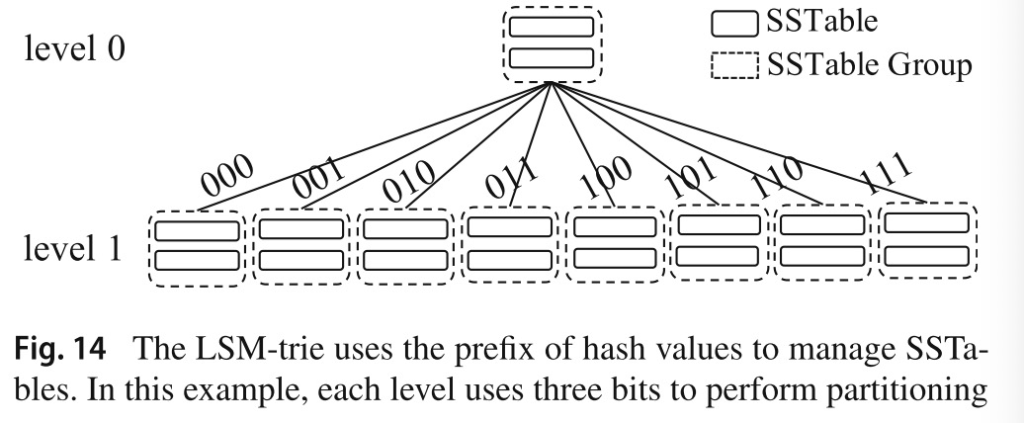 level 0
SSTable
SSTable Group
000 001 010 011 100 101 110 111
level 1
Fig. 14 The LSM-trie uses the prefix of hash values to manage SSTa-
bles. In this example, each level uses three bits to perform partitioning